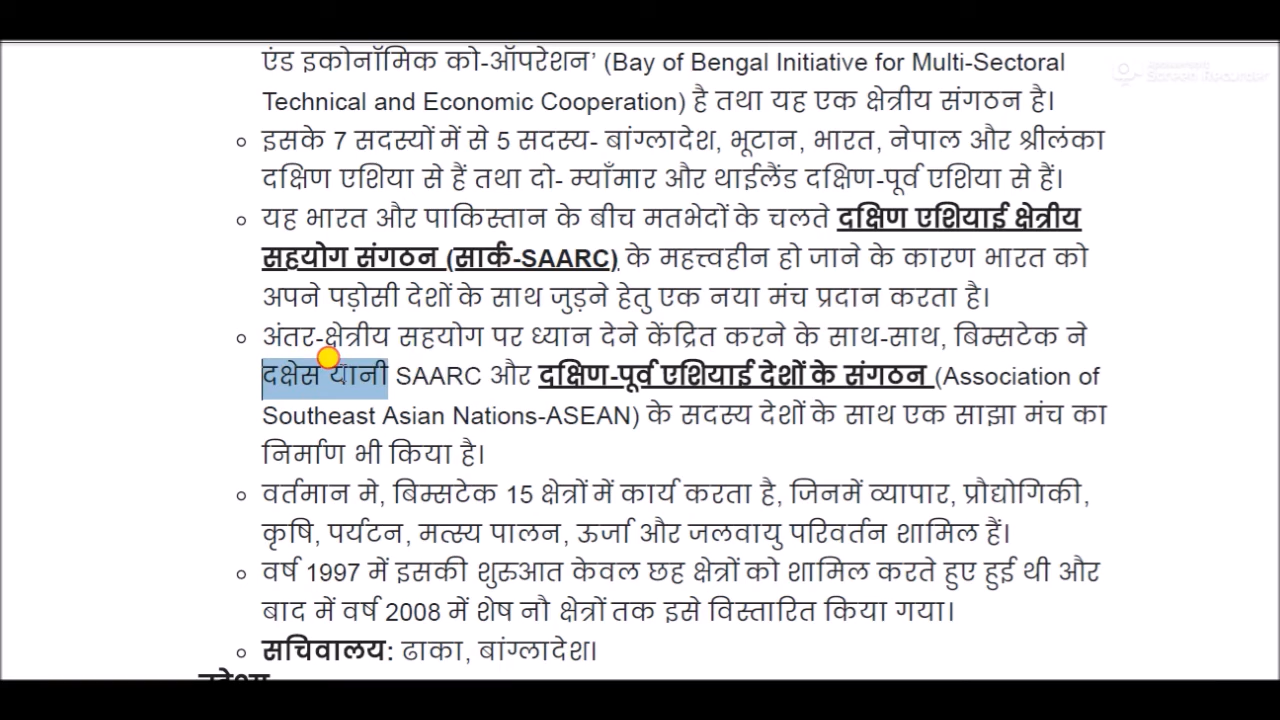 एंड इकोनॉमिक को-ऑपरेशन’ (Bay of Bengal Initiative for Multi-Sectoral
Technical and Economic Cooperation) है तथा यह एक क्षेत्रीय संगठन है।
इसके 7 सदस्यों में से 5 सदस्य- बांग्लादेश, भूटान, भारत, नेपाल और श्रीलंका
दक्षिण एशिया से हैं तथा दो- म्याँमार और थाईलैंड दक्षिण-पूर्व एशिया से हैं।
यह भारत और पाकिस्तान के बीच मतभेदों के चलते दक्षिण एशियाई क्षेत्रीय
सहयोग संगठन (सार्क-SAARC) के महत्त्वहीन हो जाने के कारण भारत को
अपने पड़ोसी देशों के साथ जुड़ने हेतु एक नया मंच प्रदान करता है।
अंतर-क्षेत्रीय सहयोग पर ध्यान देने केंद्रित करने के साथ-साथ, बिम्सटेक ने
दक्षेस यानी SAARC और दक्षिण-पूर्व एशियाई देशों के संगठन (Association of
Southeast Asian Nations-ASEAN) के सदस्य देशों के साथ एक साझा मंच का
निर्माण भी किया है।
वर्तमान मे, बिम्सटेक 15 क्षेत्रों में कार्य करता है, जिनमें व्यापार, प्रौद्योगिकी,
कृषि, पर्यटन, मत्स्य पालन, ऊर्जा और जलवायु परिवर्तन शामिल हैं।
वर्ष 1997 में इसकी शुरुआत केवल छह क्षेत्रों को शामिल करते हुए हुई थी और
बाद में वर्ष 2008 में शेष नौ क्षेत्रों तक इसे विस्तारित किया गया।
सचिवालय: ढाका, बांग्लादेश।